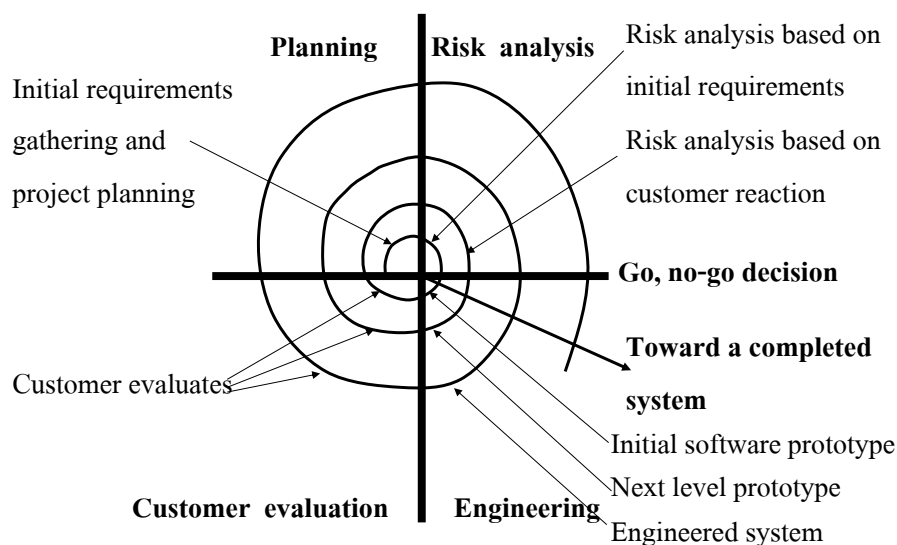 Planning
Risk analysis
Risk analysis based on
initial requirements
Initial requirements
gathering and
project planning
Risk analysis based on
customer reaction
Go, no-go decision
Toward a completed
system
Customer evaluates
Initial software prototype
Next level prototype
Engineered system
Customer evaluation
Engineering